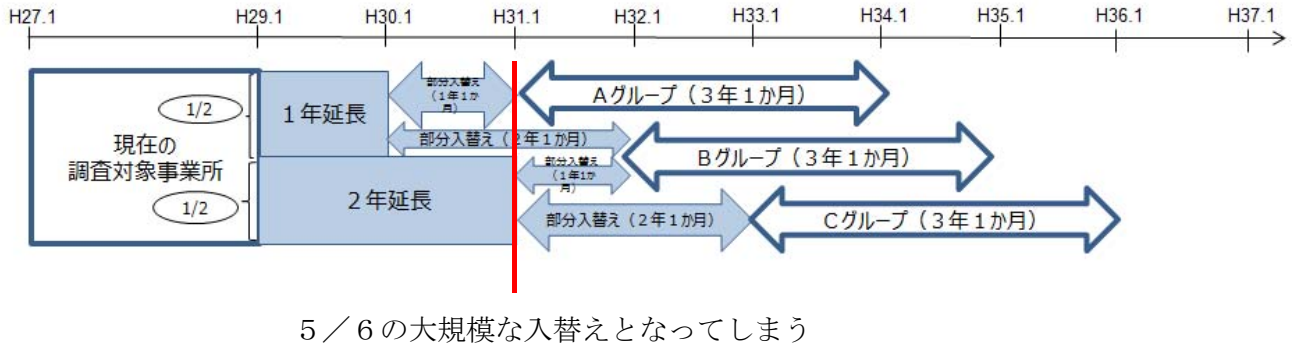 H27.1 H29.1 H30.1 H31.1 H32.1 H33.1 H34.1 H35.1 H36.1 H37.1
1/2
現在の
調査対象事業所
1/2
1年延長
2年延長
部分入替え
(1年1か
月)
Aグループ(3年1か月)
部分入替え(2年1か月)
部分入替え
(1年1か
月)
Bグループ(3年1か月)
部分入替え(2年1か月)
Cグループ(3年1か月)
5/6の大規模な入替えとなってしまう